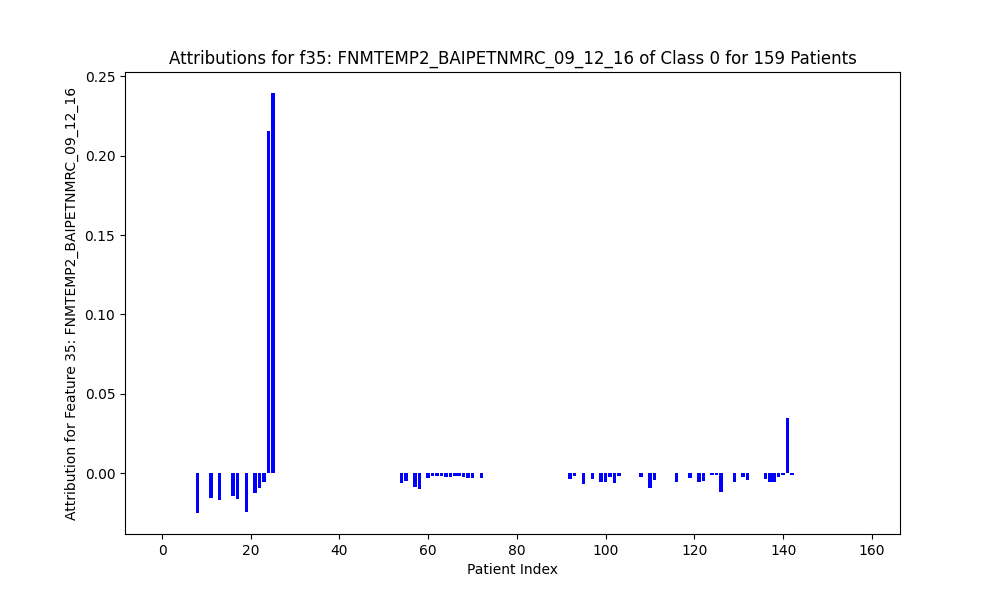 Attributions for f35: FNMTEMP2_BAIPETNMRC_09_12_16 of Class 0 for 159 Patients
Attribution for Feature 35: FNMTEMP2_BAIPETNMRC_09_12_16
0.25
0.20
0.15
0.10
0.05
0.00
0 20 40 60 80 100 120 140 160
Patient Index